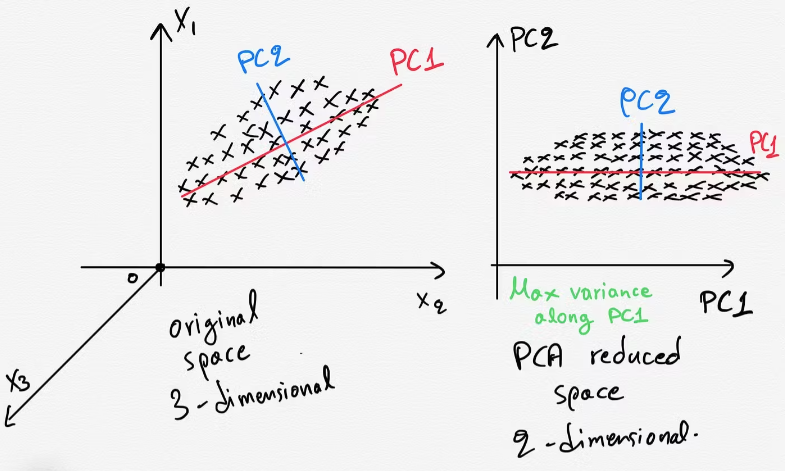 X₁
PC2
PC1
0
X₂
X₃
original
space
3-dimensional
PC2
PC2
PC1
PC1
Max variance
along PC1
PCA reduced
space
2-dimensional.